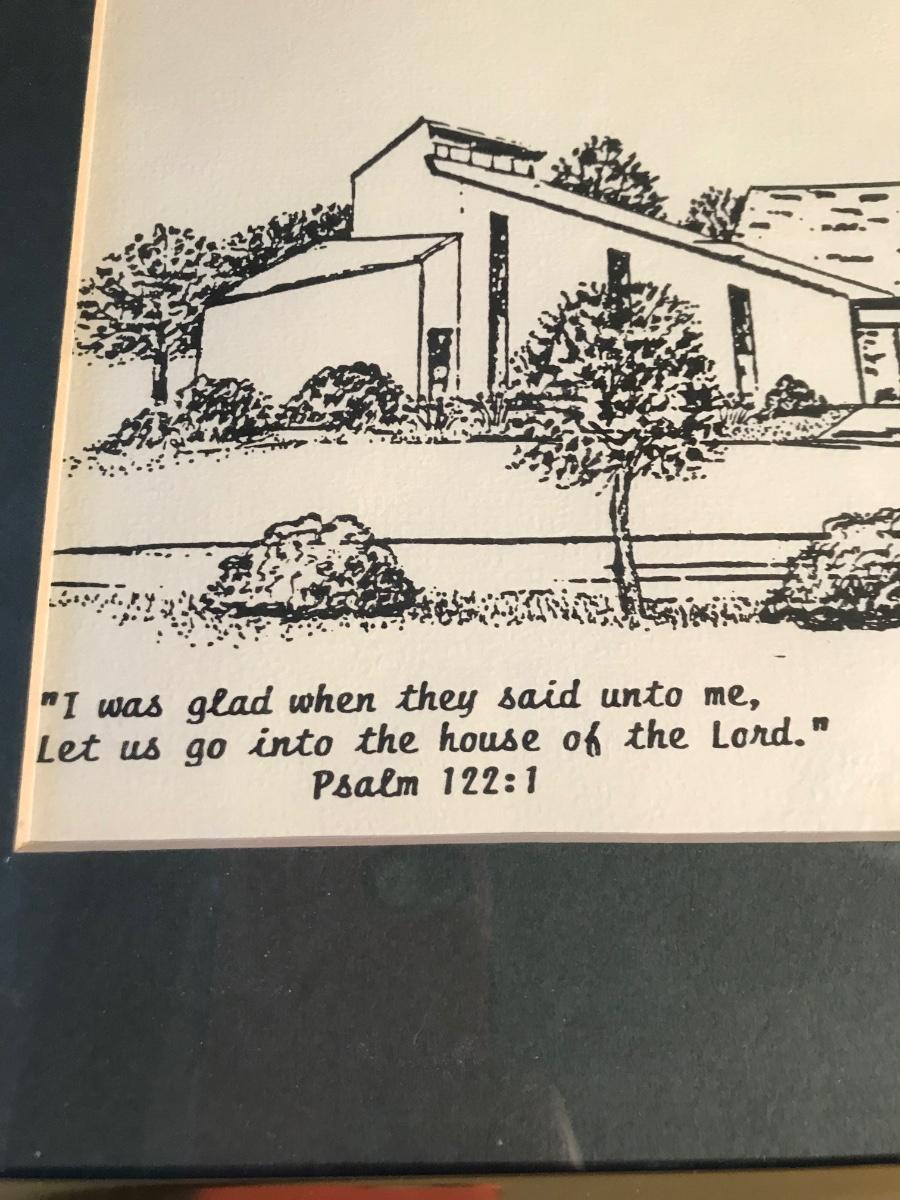 "I was glad when they said unto me,
Let us go into the house of the Lord."
Psalm 122:1